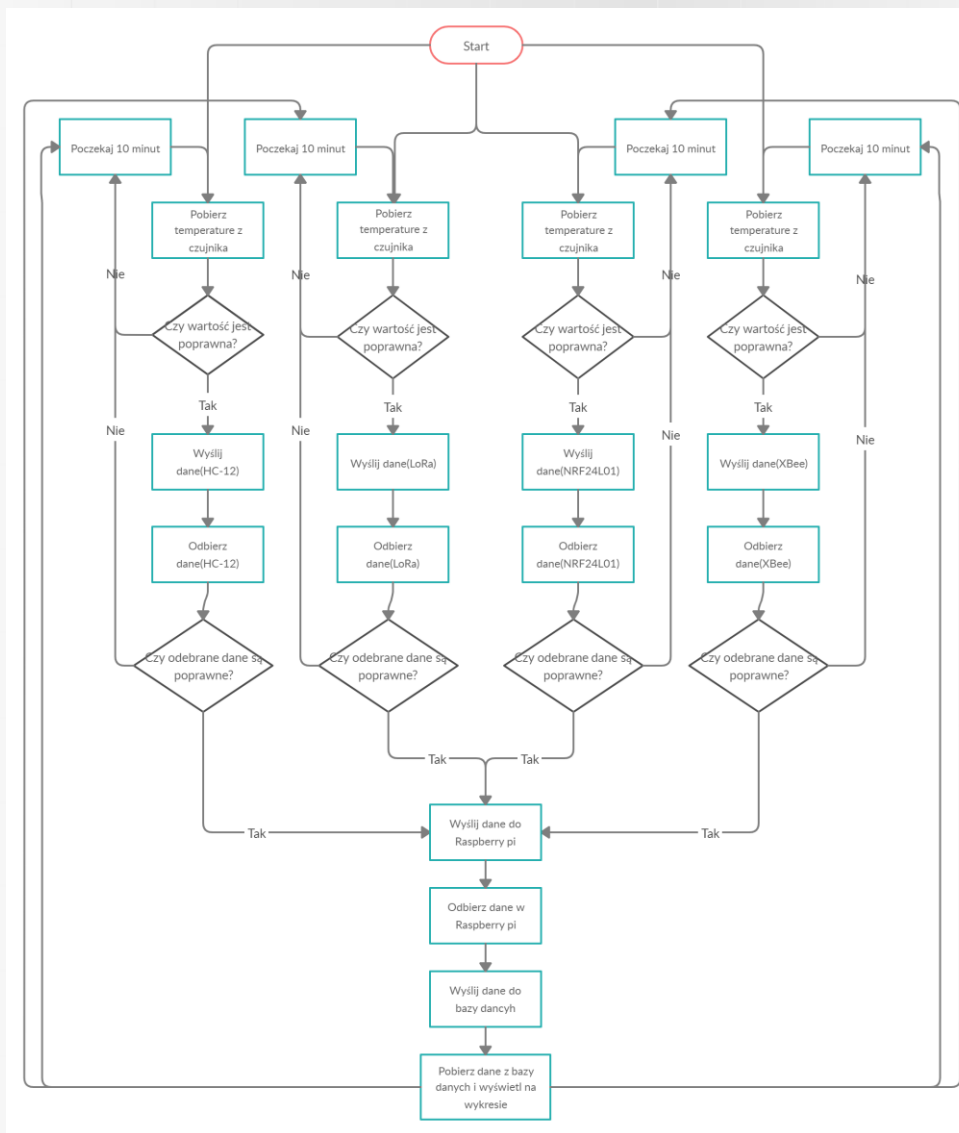 Start
Poczekaj 10 minut
Poczekaj 10 minut
Poczekaj 10 minut
Poczekaj 10 minut
Pobierz
temperature z
czujnika
Pobierz
temperature z
czujnika
Pobierz
temperature z
czujnika
Pobierz
temperature z
czujnika
Nie
Nie
Nie
Nie
Czy wartość jest
poprawna?
Czy wartość jest
poprawna?
Czy wartość jest
poprawna?
Czy wartość jest
poprawna?
Tak
Tak
Tak
Tak
Nie
Nie
Nie
Nie
Wyślij
dane(HC-12)
Wyślij dane(LoRa)
Wyślij
dane(NRF24L01)
Wyślij dane(XBee)
Odbierz
dane(HC-12)
Odbierz
dane(LoRa)
Odbierz
dane(NRF24L01)
Odbierz
dane(XBee)
Czy odebrane dane są
poprawne?
Czy odebrane dane są
poprawne?
Czy odebrane dane są
poprawne?
Czy odebrane dane są
poprawne?
Tak
Tak
Tak
Tak
Wyślij dane do
Raspberry pi
Odbierz dane w
Raspberry pi
Wyślij dane do
bazy dancyh
Pobierz dane z bazy
danych i wyświetl na
wykresie